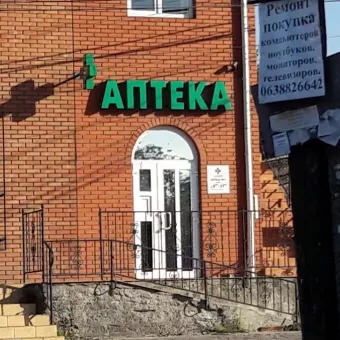 АПТЕКА
Ремонт
покупка
компьютеров
ноутбуков,
мониторов,
телевизоров.
0638826642